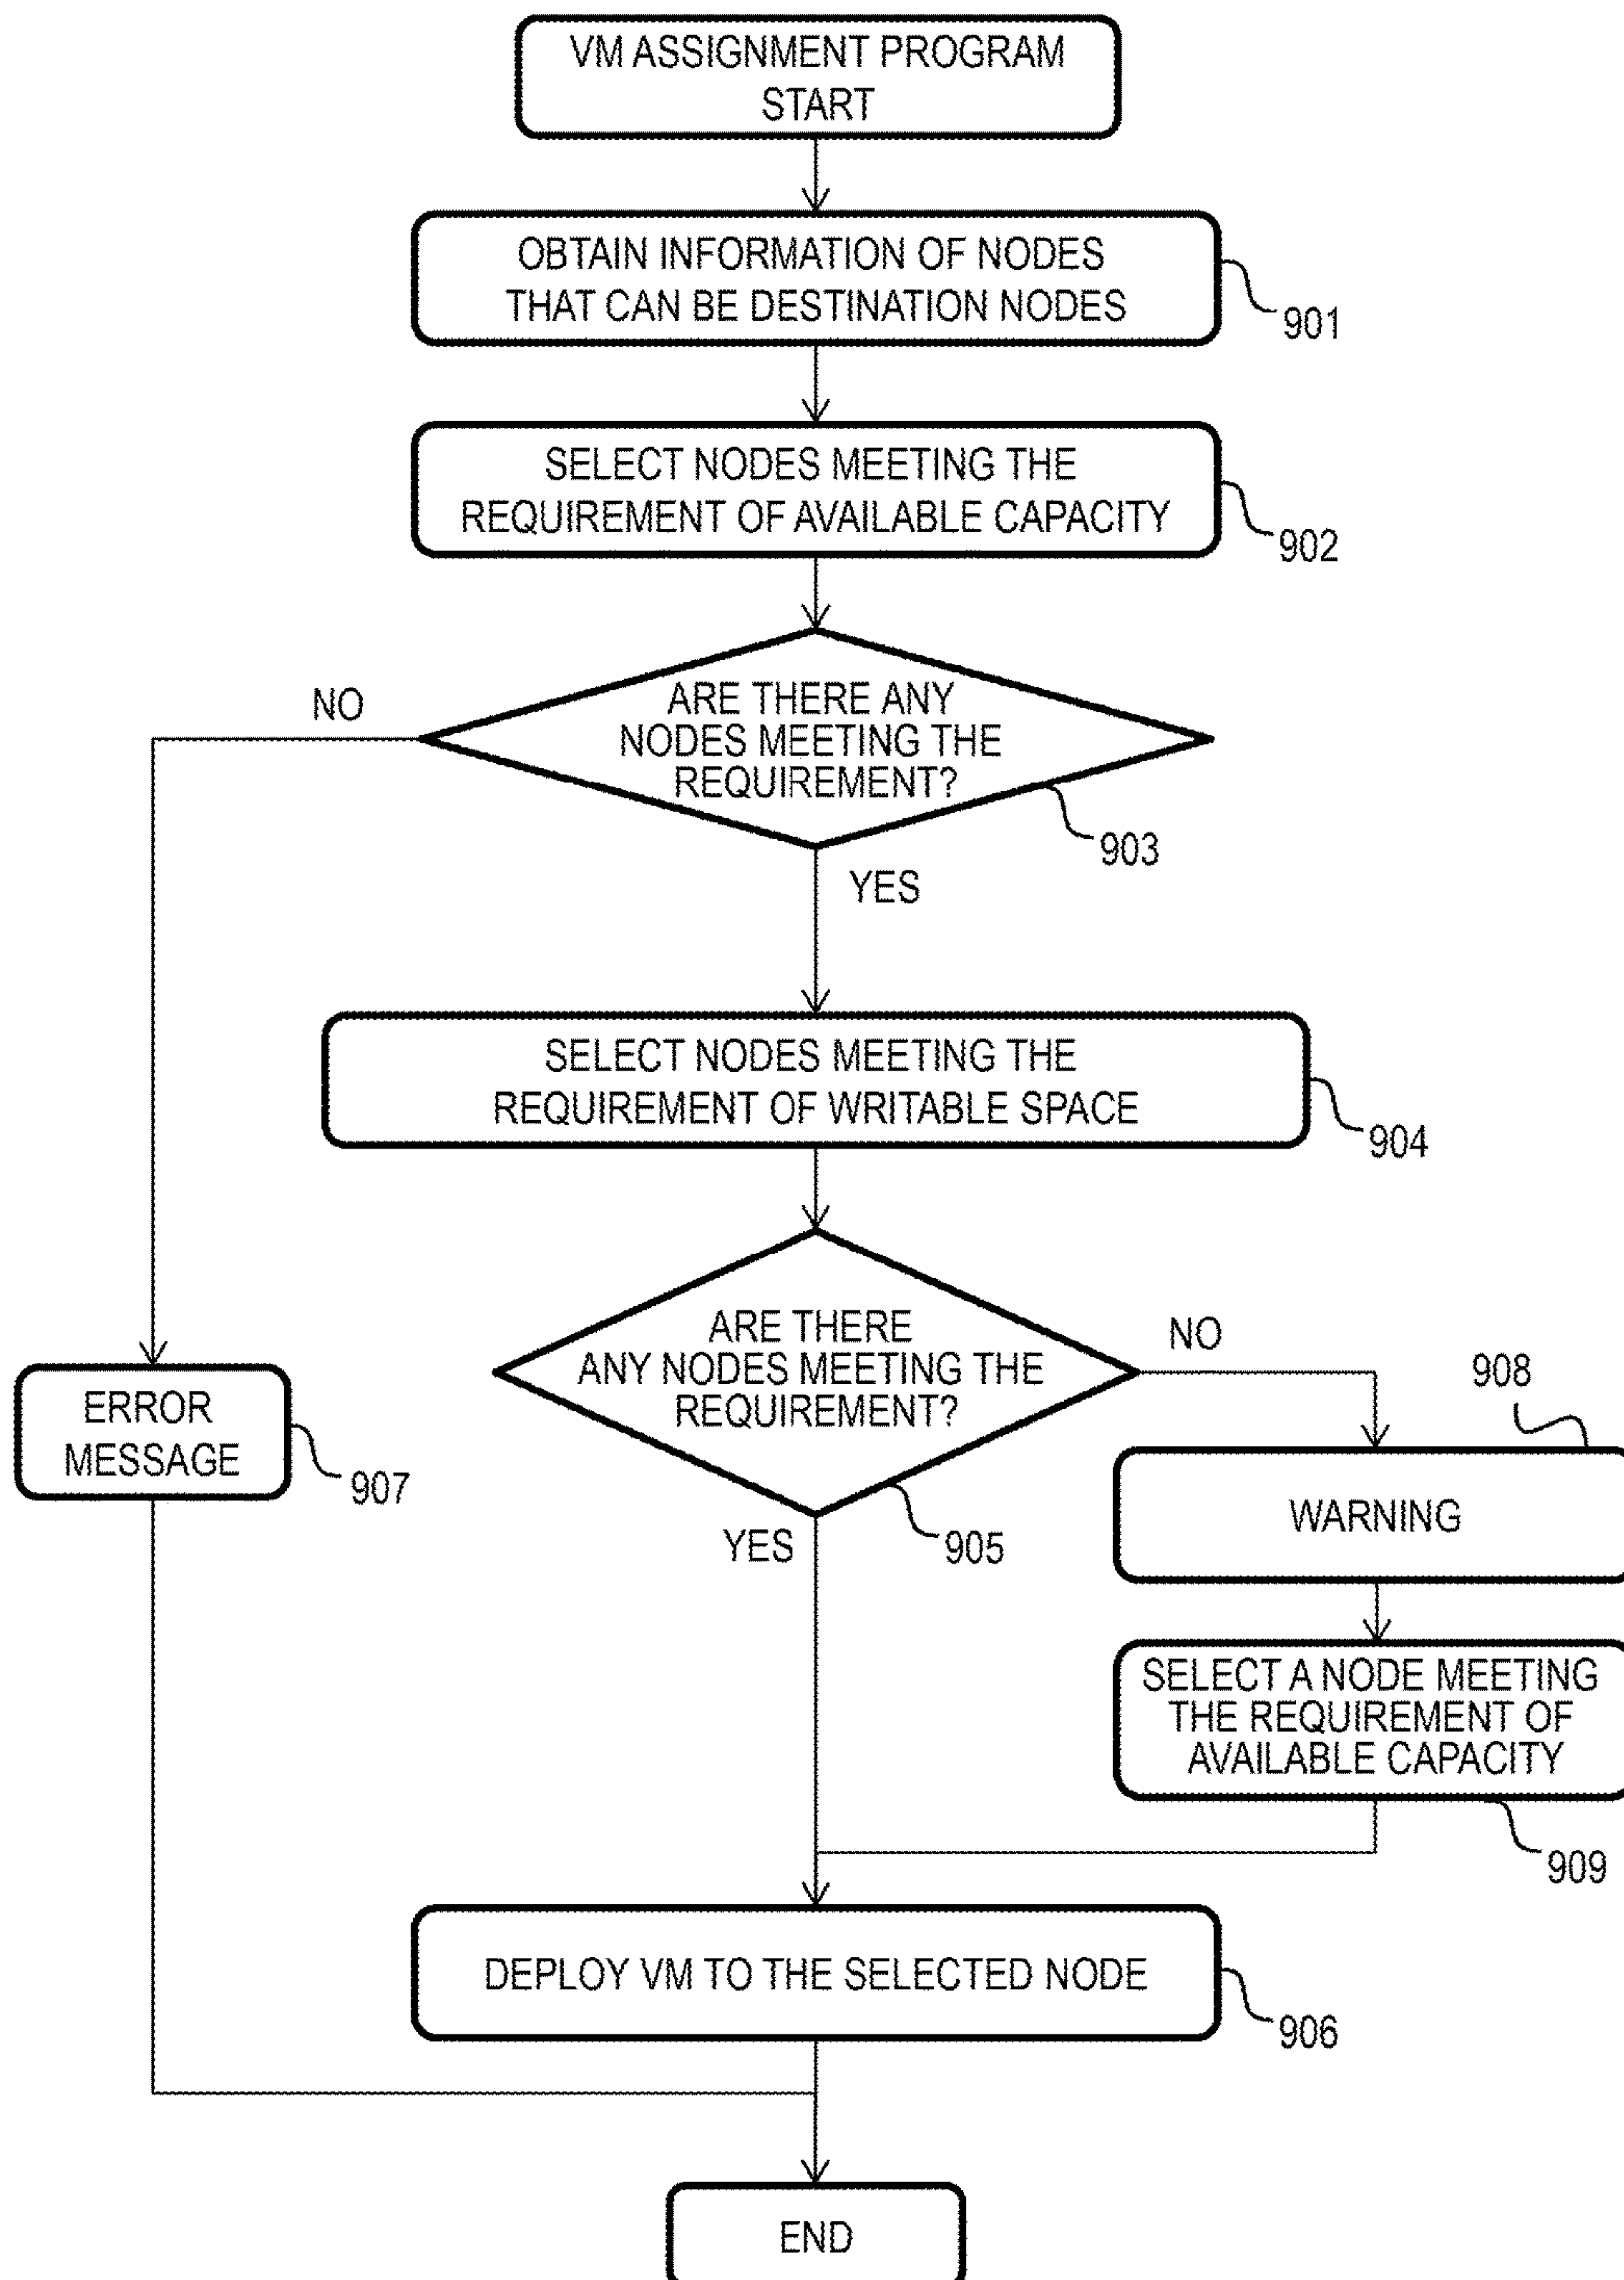 VM ASSIGNMENT PROGRAM
START
OBTAIN INFORMATION OF NODES
THAT CAN BE DESTINATION NODES
901
SELECT NODES MEETING THE
REQUIREMENT OF AVAILABLE CAPACITY
902
NO
ARE THERE ANY
NODES MEETING THE
REQUIREMENT?
903
YES
SELECT NODES MEETING THE
REQUIREMENT OF WRITABLE SPACE
904
ARE THERE
ANY NODES MEETING THE
REQUIREMENT?
NO
905
YES
ERROR
MESSAGE
907
908
WARNING
SELECT A NODE MEETING
THE REQUIREMENT OF
AVAILABLE CAPACITY
909
DEPLOY VM TO THE SELECTED NODE
906
END